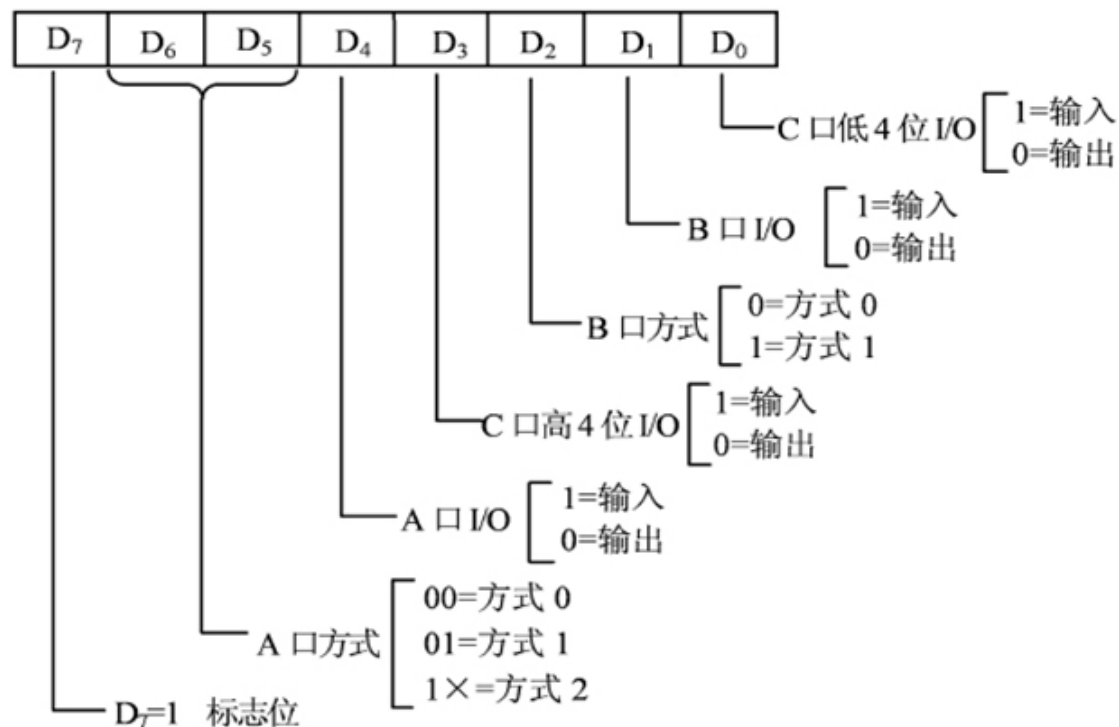 D₇ D₆ D₅ D₄ D₃ D₂ D₁ D₀
C 口低 4 位 I/O
1=输入
0=输出
B 口 I/O
1=输入
0=输出
B 口方式
0=方式 0
1=方式 1
C 口高 4 位 I/O
1=输入
0=输出
A 口 I/O
1=输入
0=输出
A 口方式
00=方式 0
01=方式 1
1×=方式 2
D₇=1 标志位